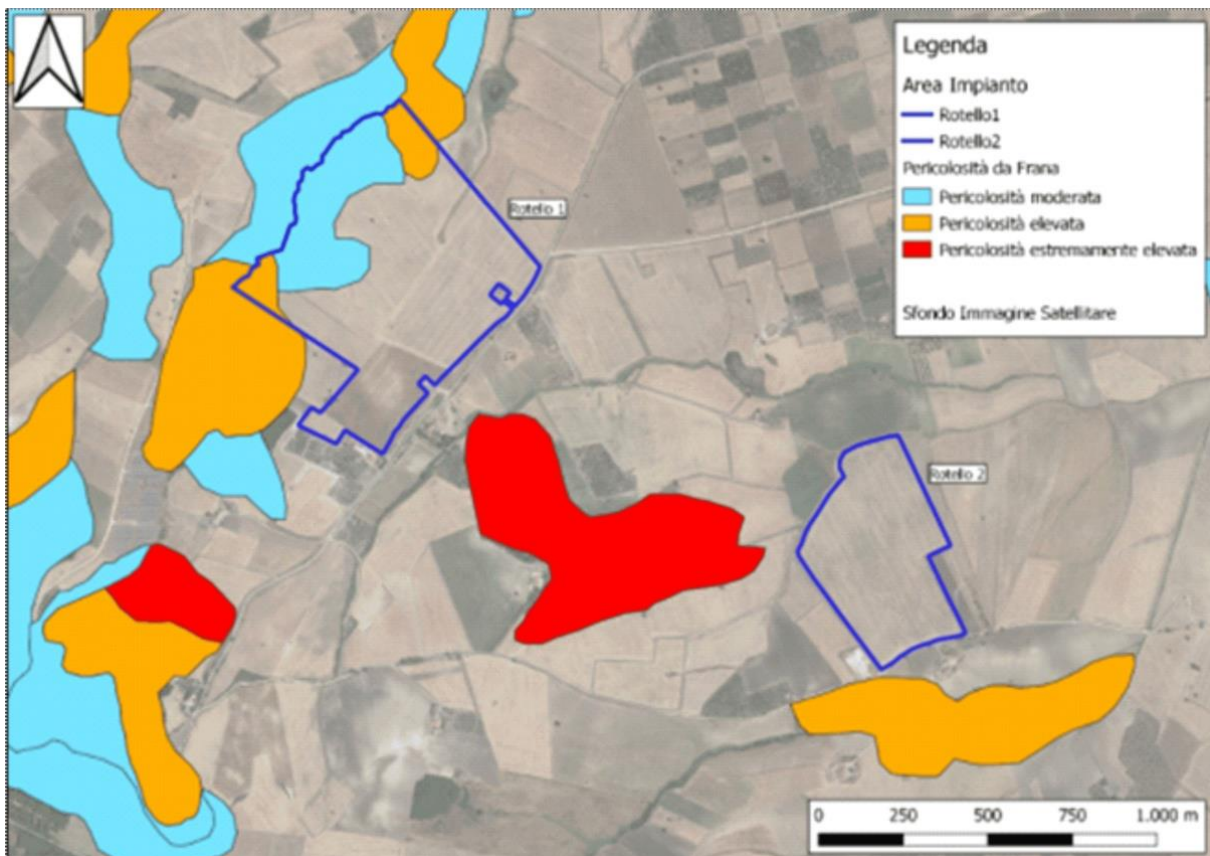 Legenda
Area Impianto
Rotello1
Rotello2
Pericolosità da Frana
Pericolosità moderata
Pericolosità elevata
Pericolosità estremamente elevata
Sfondo Immagine Satellitare
Rotello 1
Rotello 2
0 250 500 750 1.000 m